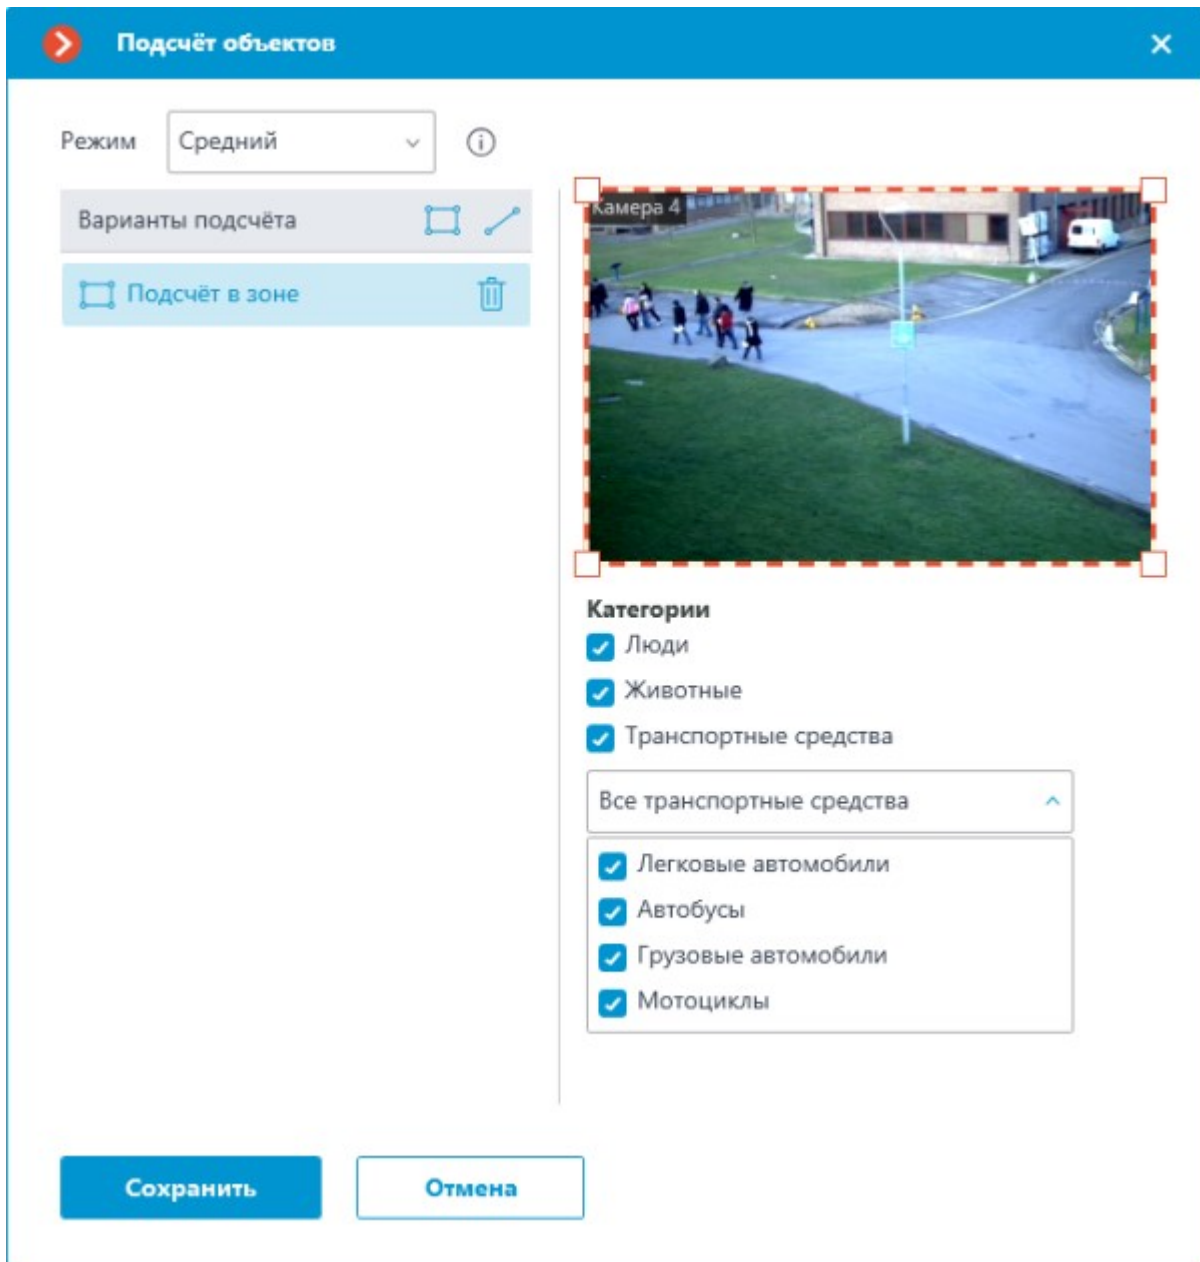 Подсчёт объектов
Режим
Средний
Варианты подсчёта
Подсчёт в зоне
Камера 4
Категории
Люди
Животные
Транспортные средства
Все транспортные средства
Легковые автомобили
Автобусы
Грузовые автомобили
Мотоциклы
Сохранить
Отмена